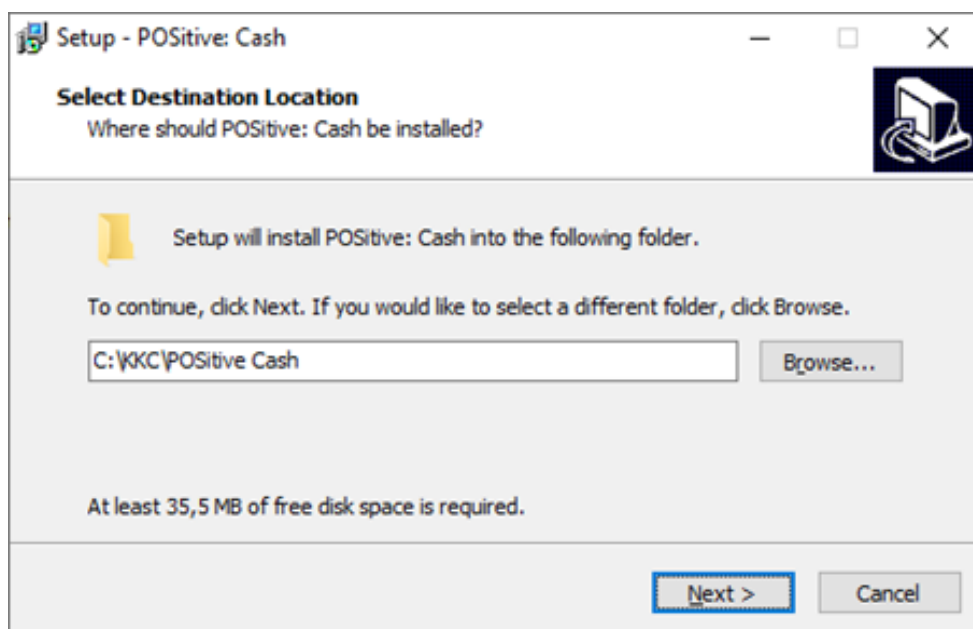 Setup - POSitive: Cash
Select Destination Location
Where should POSitive: Cash be installed?
Setup will install POSitive: Cash into the following folder.
To continue, click Next. If you would like to select a different folder, click Browse.
C:\KKC\POSitive Cash
Browse...
At least 35,5 MB of free disk space is required.
Next >
Cancel